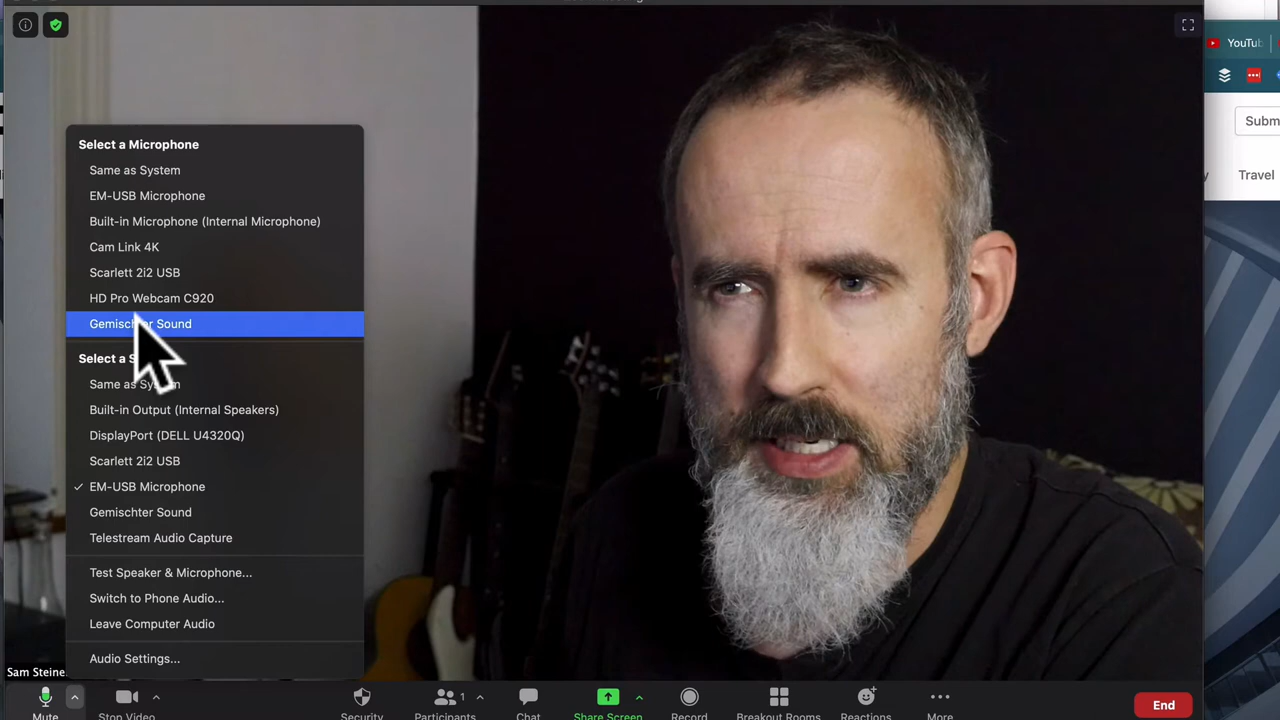 YouTu
Subm
Travel
Select a Microphone
Same as System
EM-USB Microphone
Built-in Microphone (Internal Microphone)
Cam Link 4K
Scarlett 2i2 USB
HD Pro Webcam C920
Gemischter Sound
Select a S
Same as System
Built-in Output (Internal Speakers)
DisplayPort (DELL U4320Q)
Scarlett 2i2 USB
EM-USB Microphone
Gemischter Sound
Telestream Audio Capture
Test Speaker & Microphone...
Switch to Phone Audio...
Leave Computer Audio
Audio Settings...
Sam Steine
Mute
Stop Video
Security
1
Participants
Chat
Share Screen
Record
Breakout Rooms
Reactions
More
End